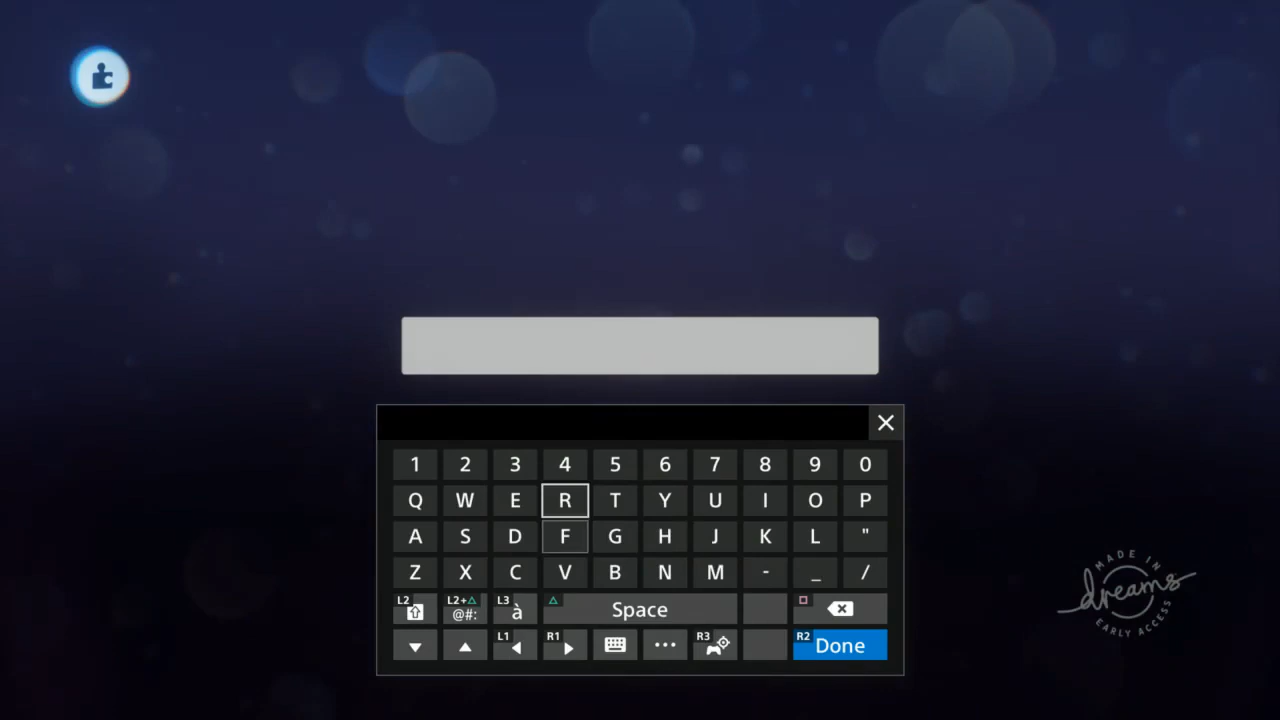 1 2 3 4 5 6 7 8 9 0
Q W E R T Y U I O P
A S D F G H J K L "
Z X C V B N M - _ /
L2 L2+△ @#: L3 à △ Space □
L1 R1 ... R3 R2 Done
MADE IN
dreams
EARLY ACCESS